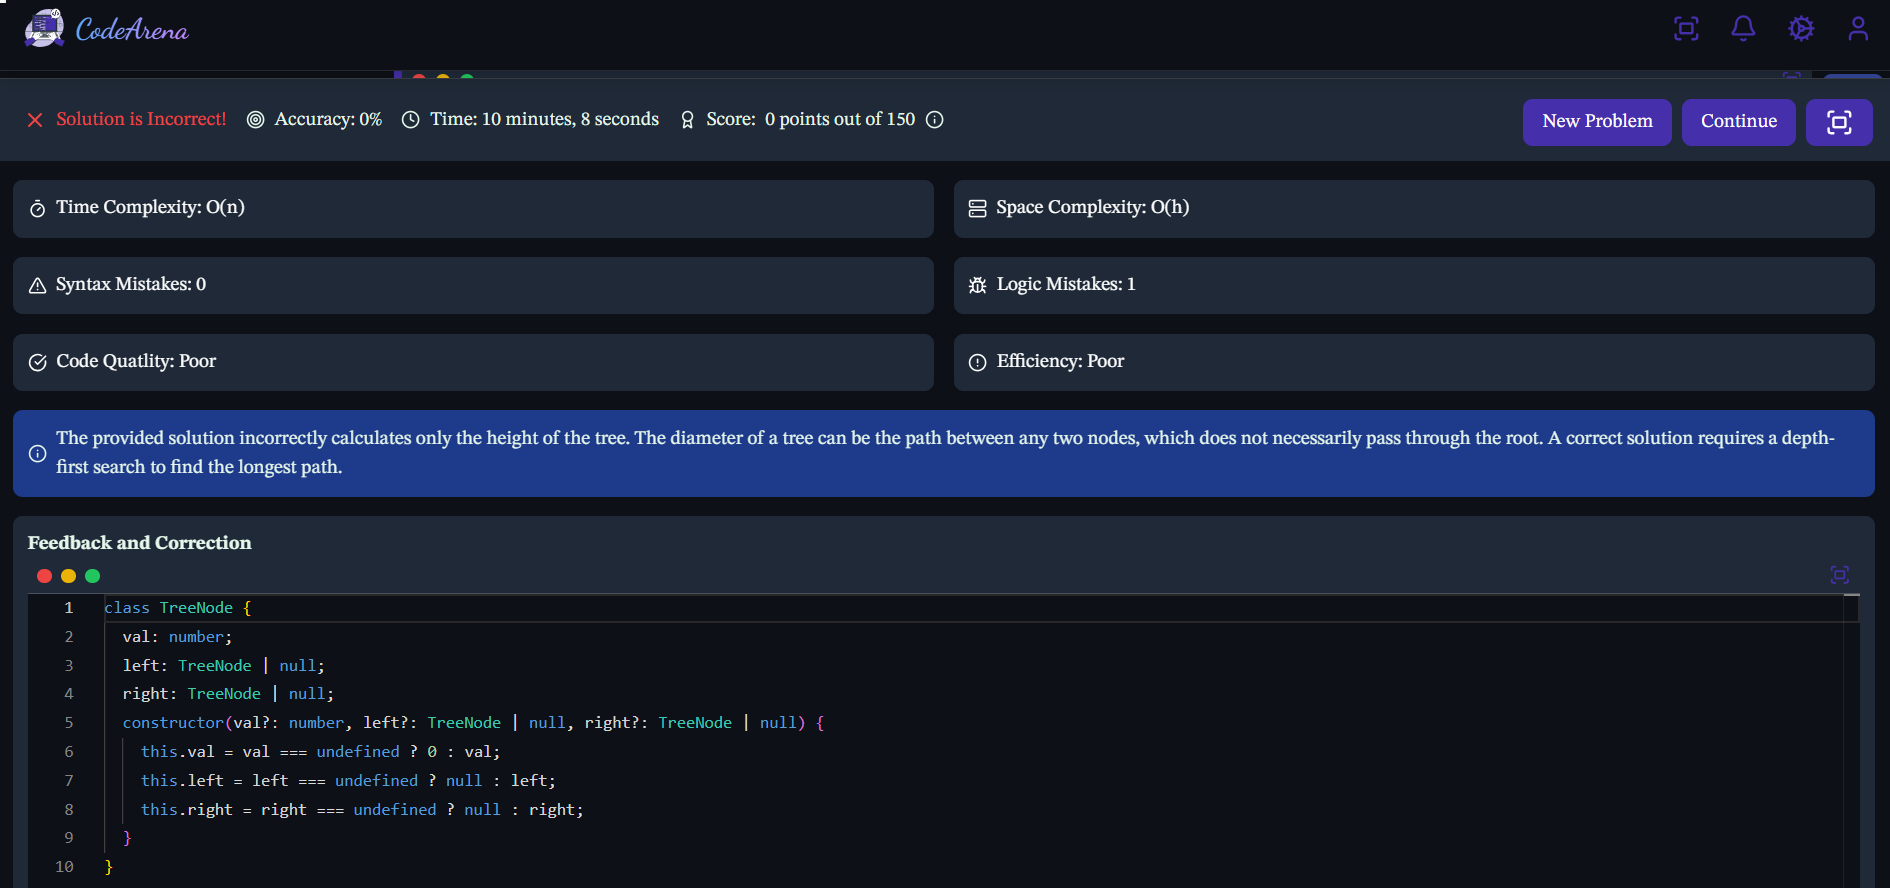 CodeArena
Solution is Incorrect! Accuracy: 0% Time: 10 minutes, 8 seconds Score: 0 points out of 150 New Problem Continue
Time Complexity: O(n) Space Complexity: O(h)
Syntax Mistakes: 0 Logic Mistakes: 1
Code Quatlity: Poor Efficiency: Poor
The provided solution incorrectly calculates only the height of the tree. The diameter of a tree can be the path between any two nodes, which does not necessarily pass through the root. A correct solution requires a depth-
first search to find the longest path.
Feedback and Correction
1 class TreeNode {
2 val: number;
3 left: TreeNode | null;
4 right: TreeNode | null;
5 constructor(val?: number, left?: TreeNode | null, right?: TreeNode | null) {
6 this.val = val === undefined ? 0 : val;
7 this.left = left === undefined ? null : left;
8 this.right = right === undefined ? null : right;
9 }
10 }